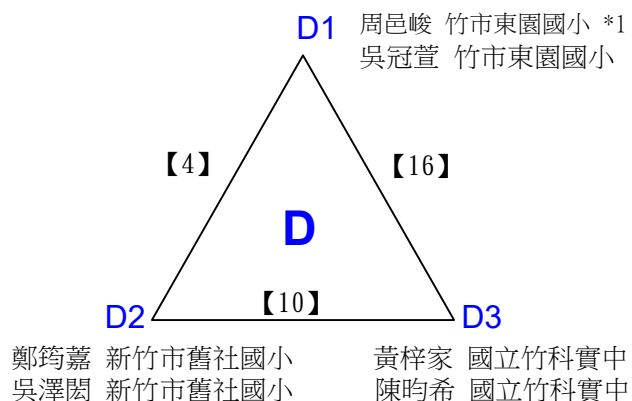 D1 周邑峻 竹市東園國小 *1
吳冠萱 竹市東園國小
【4】 【16】
D
【10】
D2 D3
鄭筠蕌 新竹市舊社國小 黃梓家 國立竹科實中
吳澤閎 新竹市舊社國小 陳昀希 國立竹科實中